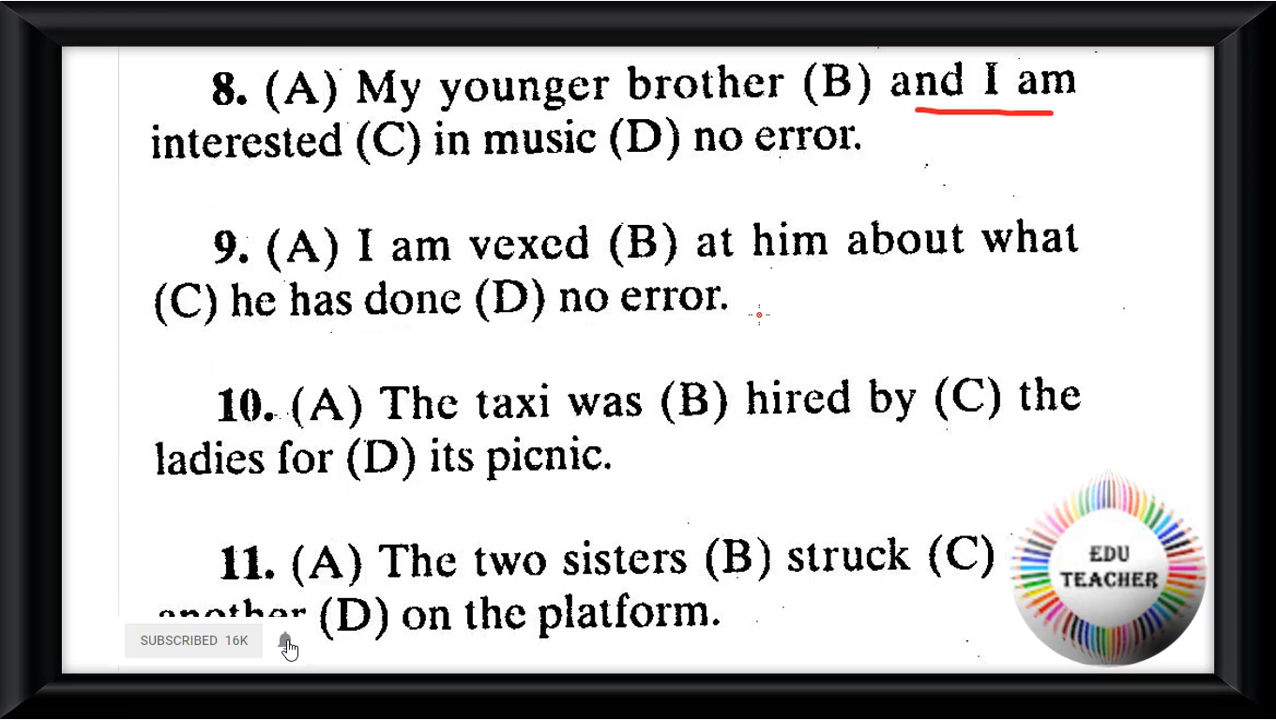 8. (A) My younger brother (B) and I am
interested (C) in music (D) no error.
9. (A) I am vexed (B) at him about what
(C) he has done (D) no error.
10. (A) The taxi was (B) hired by (C) the
ladies for (D) its picnic.
11. (A) The two sisters (B) struck (C)
another (D) on the platform.
EDU
TEACHER
SUBSCRIBED 16K